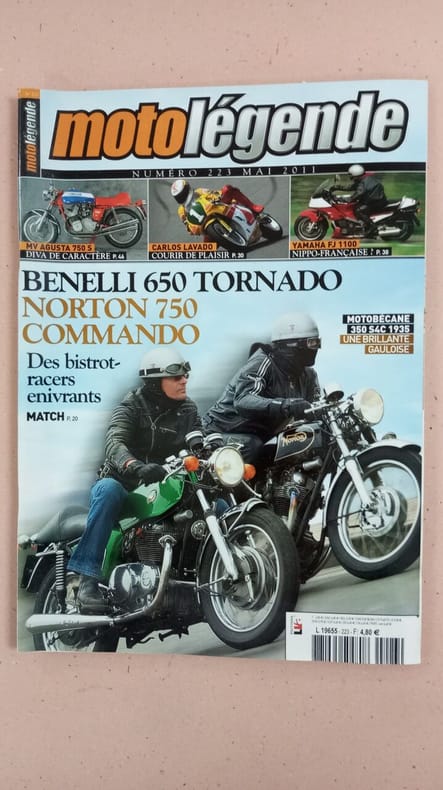 motolégende
motolégende
NUMÉRO 223 MAI 2011
MV AGUSTA 750 S
DIVA DE CARACTÈRE P. 46
CARLOS LAVADO
COURIR DE PLAISIR P. 30
YAMAHA FJ 1100
NIPPO-FRANÇAISE ! P. 38
BENELLI 650 TORNADO
NORTON 750
COMMANDO
Des bistrot-
racers
enivrants
MATCH P. 20
MOTOBÉCANE
350 S4C 1935
UNE BRILLANTE
GAULOISE
Norton
L 19655 - 223 - F: 4,80 €